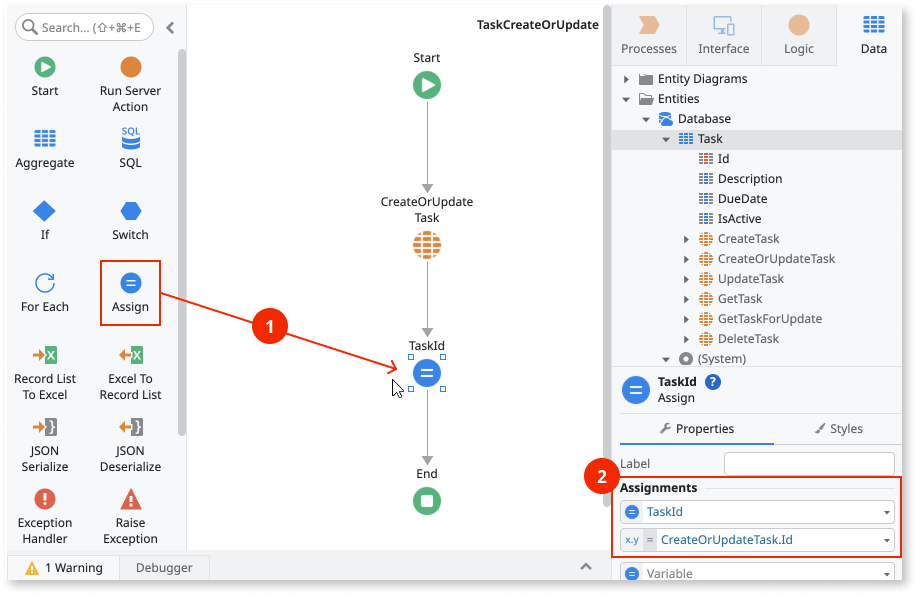 Search... (⇧+⌘+E
Start
Run Server
Action
Aggregate
SQL
SQL
If
Switch
For Each
Assign
Record List
To Excel
Excel To
Record List
JSON
Serialize
JSON
Deserialize
Exception
Handler
Raise
Exception
TaskCreateOrUpdate
Start
CreateOrUpdate
Task
1
TaskId
End
Processes
Interface
Logic
Data
Entity Diagrams
Entities
Database
Task
Id
Description
DueDate
IsActive
CreateTask
CreateOrUpdateTask
UpdateTask
GetTask
GetTaskForUpdate
DeleteTask
(System)
TaskId ?
Assign
Properties
Styles
Label
2
Assignments
TaskId
x.y = CreateOrUpdateTask.Id
Variable
1 Warning
Debugger